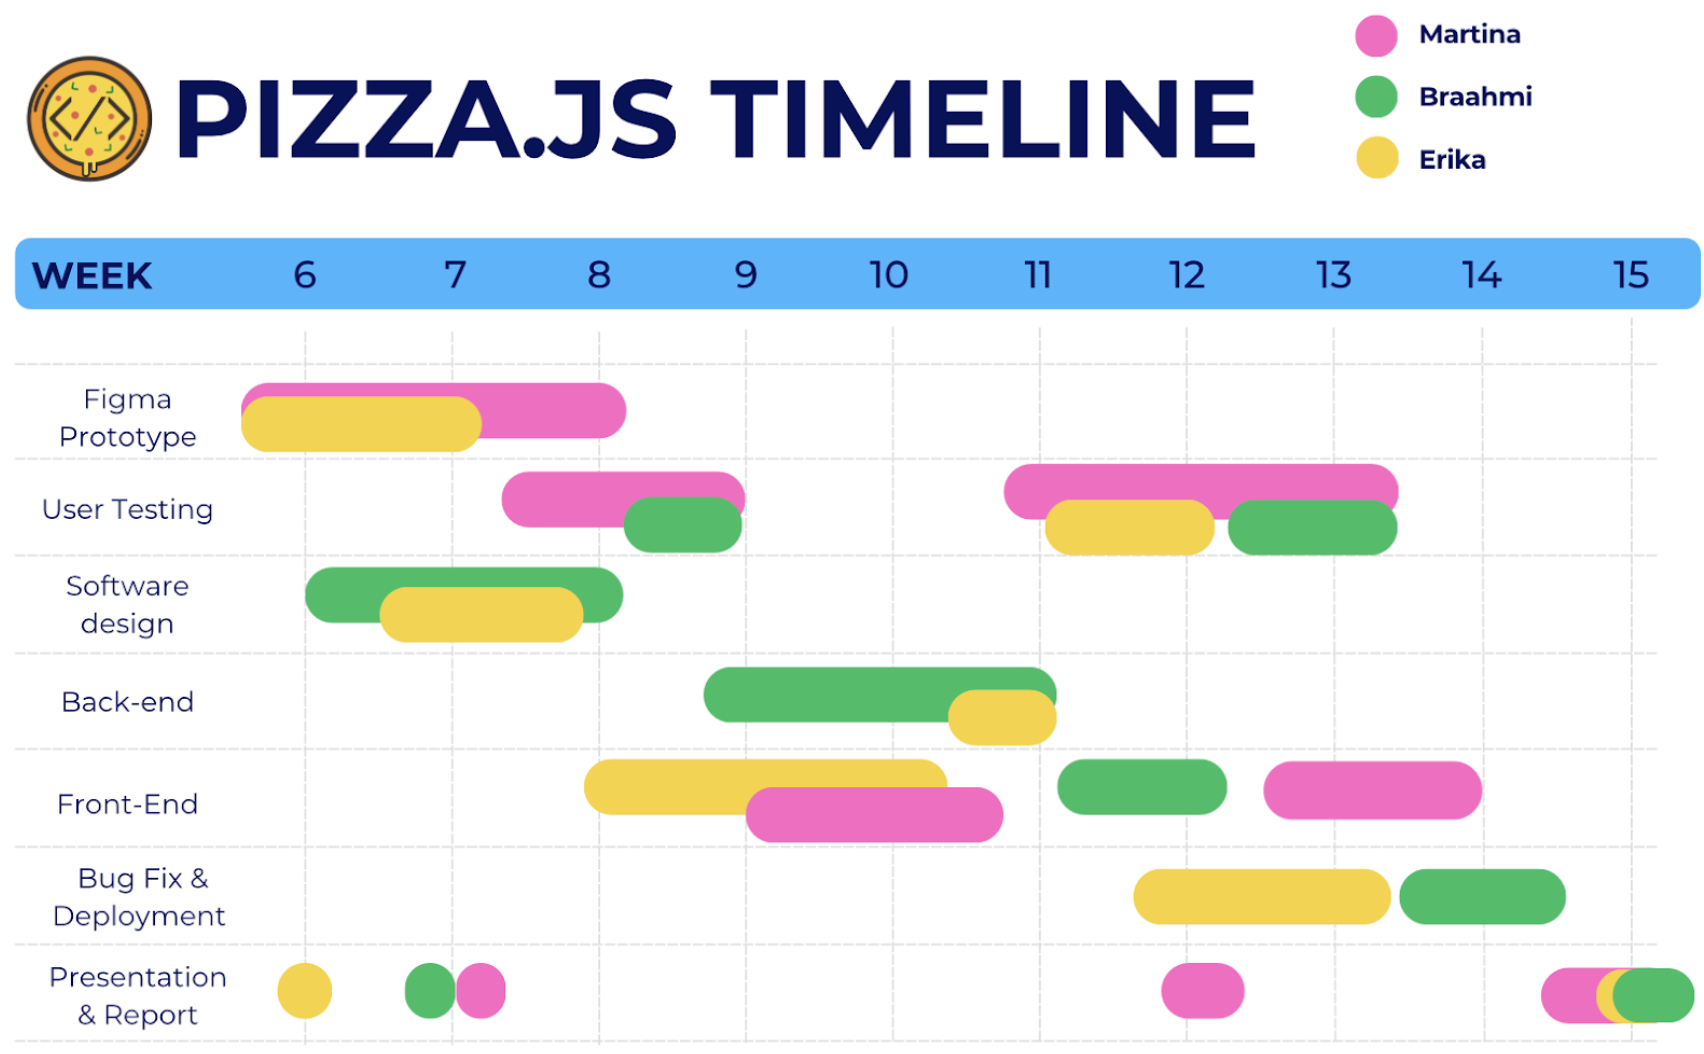 Martina
PIZZA.JS TIMELINE
Braahmi
Erika
WEEK 6 7 8 9 10 11 12 13 14 15
Figma
Prototype
User Testing
Software
design
Back-end
Front-End
Bug Fix &
Deployment
Presentation
& Report